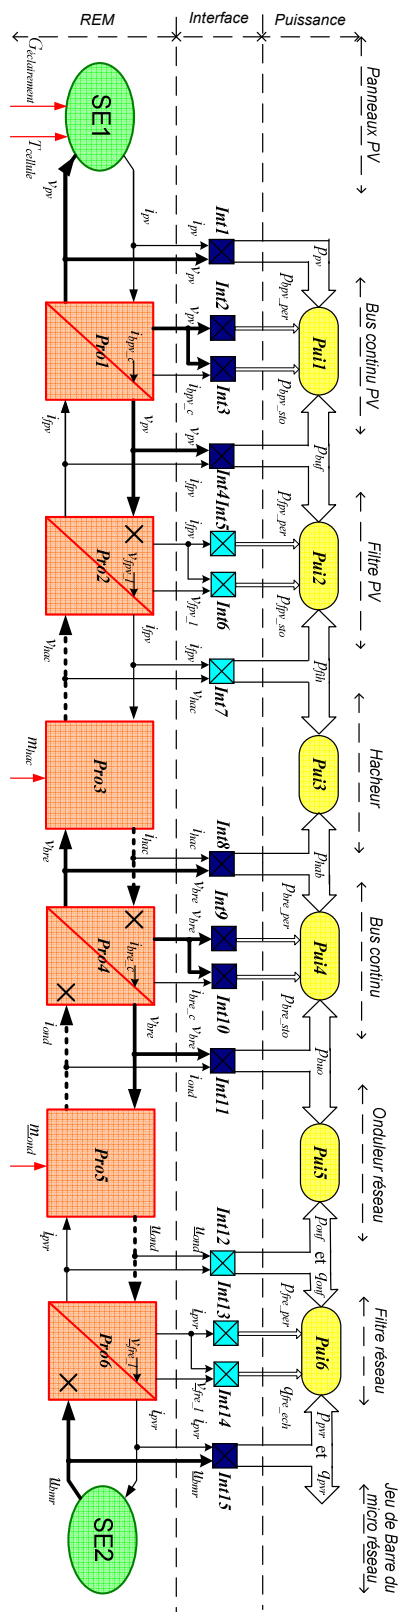 Panneaux PV
Bus continu PV
Filtre PV
Hacheur
Bus continu
Onduleur réseau
Filtre réseau
Jeu de Barre du
micro réseau
Puissance
Interface
REM
p_pv
p_buf
p_fih
p_hab
p_buo
p_onf et q_onf
p_pvr et q_pvr
Pui1
Pui2
Pui3
Pui4
Pui5
Pui6
p_bpv_per
p_bpv_sto
p_fpv_per
p_fpv_sto
p_bre_per
p_bre_sto
p_fre_per
q_fre_ech
Int1
Int2
Int3
Int4
Int5
Int6
Int7
Int8
Int9
Int10
Int11
Int12
Int13
Int14
Int15
i_pv
v_pv
v_pv
i_bpv_c
v_pv
i_fpv
i_fpv
v_fpv_l
i_fpv
v_hac
i_hac
v_bre
v_bre
i_bre_c
v_bre
i_ond
u_ond
i_pvr
v_fre_l
i_pvr
u_bmr
i_pv
v_pv
i_fpv
i_hac
v_bre
u_ond
i_pvr
SE1
Pro1
i_bpv_c
Pro2
v_fpv_l
Pro3
Pro4
i_bre_c
Pro5
Pro6
v_fre_l
SE2
G_éclairement
T_cellule
v_pv
i_fpv
v_hac
m_hac
v_bre
i_ond
m_ond
i_pvr
u_bmr